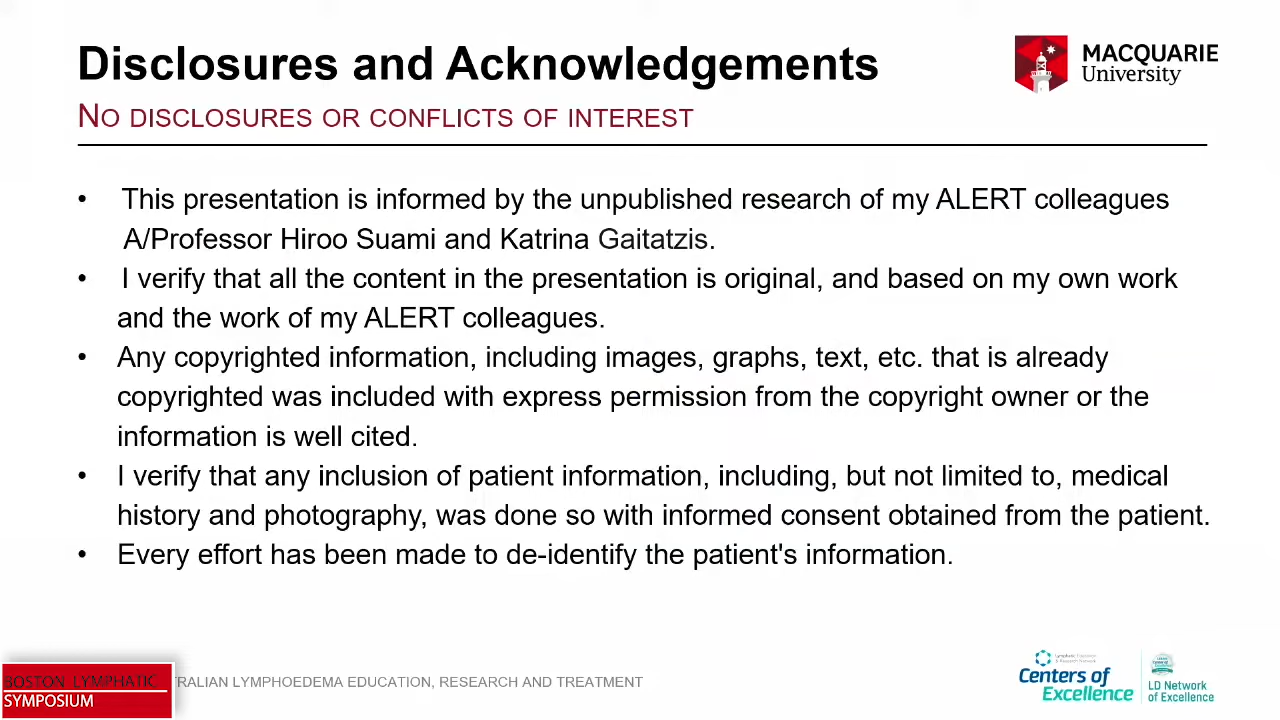 Disclosures and Acknowledgements
MACQUARIE
University
NO DISCLOSURES OR CONFLICTS OF INTEREST
• This presentation is informed by the unpublished research of my ALERT colleagues
A/Professor Hiroo Suami and Katrina Gaitatzis.
• I verify that all the content in the presentation is original, and based on my own work
and the work of my ALERT colleagues.
• Any copyrighted information, including images, graphs, text, etc. that is already
copyrighted was included with express permission from the copyright owner or the
information is well cited.
• I verify that any inclusion of patient information, including, but not limited to, medical
history and photography, was done so with informed consent obtained from the patient.
• Every effort has been made to de-identify the patient's information.
BOSTON LYMPHATIC
SYMPOSIUM
TRALIAN LYMPHOEDEMA EDUCATION, RESEARCH AND TREATMENT
Centers of
Excellence
LD Network
of Excellence